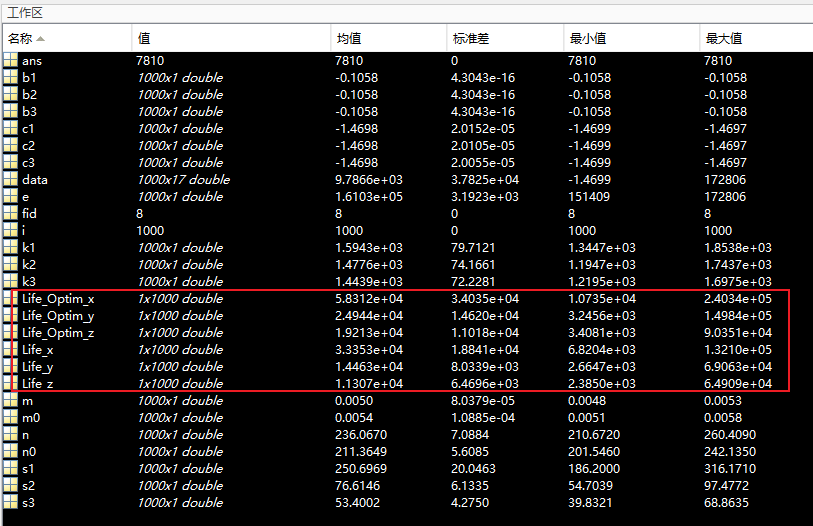 工作区
名称 值 均值 标准差 最小值 最大值
ans 7810 7810 0 7810 7810
b1 1000x1 double -0.1058 4.3043e-16 -0.1058 -0.1058
b2 1000x1 double -0.1058 4.3043e-16 -0.1058 -0.1058
b3 1000x1 double -0.1058 4.3043e-16 -0.1058 -0.1058
c1 1000x1 double -1.4698 2.0152e-05 -1.4699 -1.4697
c2 1000x1 double -1.4698 2.0105e-05 -1.4699 -1.4697
c3 1000x1 double -1.4698 2.0055e-05 -1.4699 -1.4697
data 1000x17 double 9.7866e+03 3.7825e+04 -1.4699 172806
e 1000x1 double 1.6103e+05 3.1923e+03 151409 172806
fid 8 8 0 8 8
i 1000 1000 0 1000 1000
k1 1000x1 double 1.5943e+03 79.7121 1.3447e+03 1.8538e+03
k2 1000x1 double 1.4776e+03 74.1661 1.1947e+03 1.7437e+03
k3 1000x1 double 1.4439e+03 72.2281 1.2195e+03 1.6975e+03
Life_Optim_x 1x1000 double 5.8312e+04 3.4035e+04 1.0735e+04 2.4034e+05
Life_Optim_y 1x1000 double 2.4944e+04 1.4620e+04 3.2456e+03 1.4984e+05
Life_Optim_z 1x1000 double 1.9213e+04 1.1018e+04 3.4081e+03 9.0351e+04
Life_x 1x1000 double 3.3353e+04 1.8841e+04 6.8204e+03 1.3210e+05
Life_y 1x1000 double 1.4463e+04 8.0339e+03 2.6647e+03 6.9063e+04
Life_z 1x1000 double 1.1307e+04 6.4696e+03 2.3850e+03 6.4909e+04
m 1000x1 double 0.0050 8.0379e-05 0.0048 0.0053
m0 1000x1 double 0.0054 1.0885e-04 0.0051 0.0058
n 1000x1 double 236.0670 7.0884 210.6720 260.4090
n0 1000x1 double 211.3649 5.6085 201.5460 242.1350
s1 1000x1 double 250.6969 20.0463 186.2000 316.1710
s2 1000x1 double 76.6146 6.1335 54.7039 97.4772
s3 1000x1 double 53.4002 4.2750 39.8321 68.8635